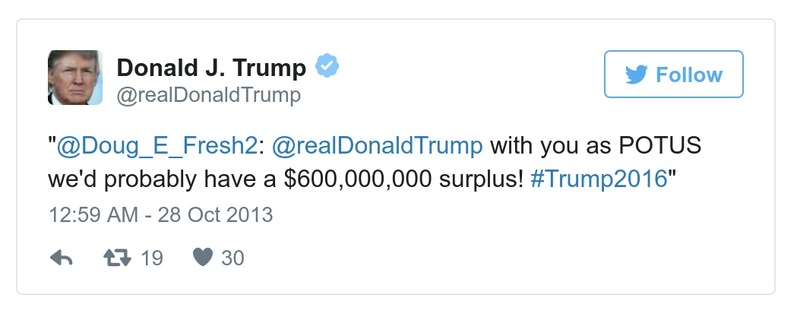 Donald J. Trump
@realDonaldTrump
Follow
"@Doug_E_Fresh2: @realDonaldTrump with you as POTUS
we'd probably have a $600,000,000 surplus! #Trump2016"
12:59 AM - 28 Oct 2013
19 30